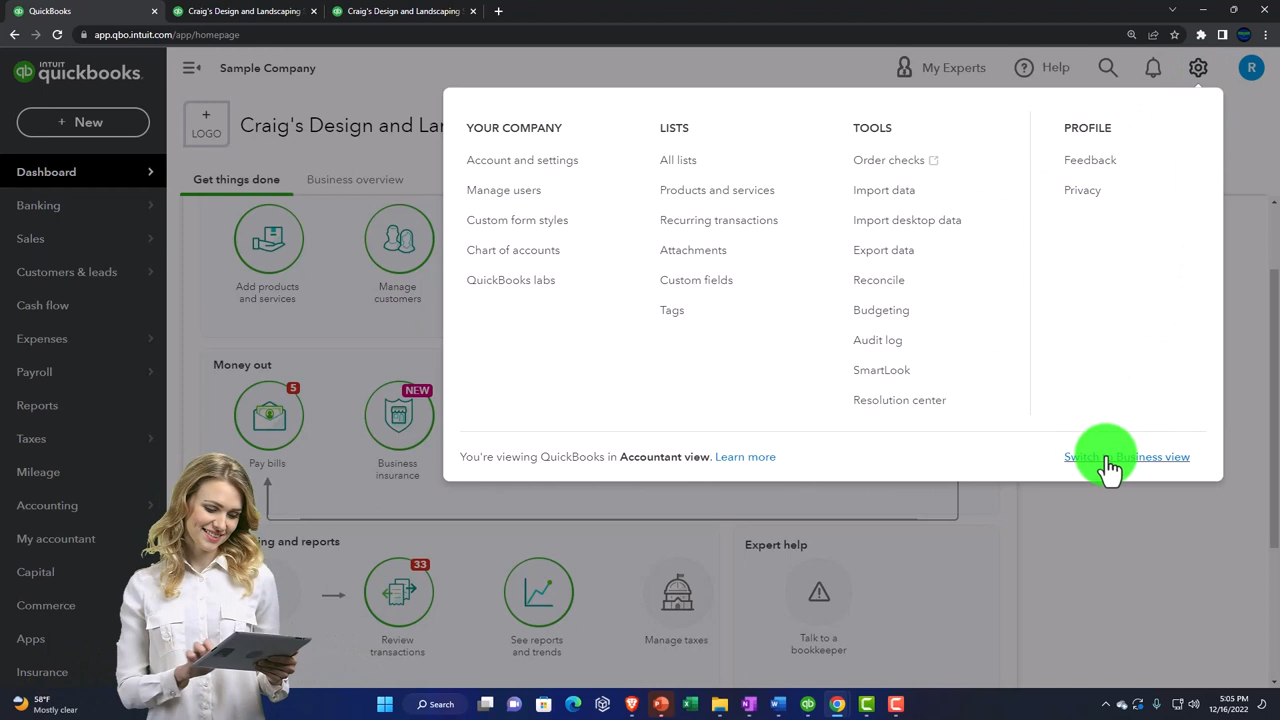 QuickBooks
Craig's Design and Landscaping
Craig's Design and Landscaping
app.qbo.intuit.com/app/homepage
INTUIT
quickbooks.
Sample Company
My Experts
Help
R
+ New
+
LOGO
Craig's Design and Lan
Dashboard
Banking
Sales
Customers & leads
Cash flow
Expenses
Payroll
Reports
Taxes
Mileage
Accounting
My accountant
Capital
Commerce
Apps
Insurance
Get things done
Business overview
Add products
and services
Manage
customers
Money out
5
Pay bills
NEW
Business
insurance
ing and reports
33
Review
transactions
See reports
and trends
Manage taxes
Expert help
Talk to a
bookkeeper
YOUR COMPANY
Account and settings
Manage users
Custom form styles
Chart of accounts
QuickBooks labs
LISTS
All lists
Products and services
Recurring transactions
Attachments
Custom fields
Tags
TOOLS
Order checks
Import data
Import desktop data
Export data
Reconcile
Budgeting
Audit log
SmartLook
Resolution center
PROFILE
Feedback
Privacy
You're viewing QuickBooks in Accountant view. Learn more
Switch to Business view
58°F
Mostly clear
Search
5:05 PM
12/16/2022